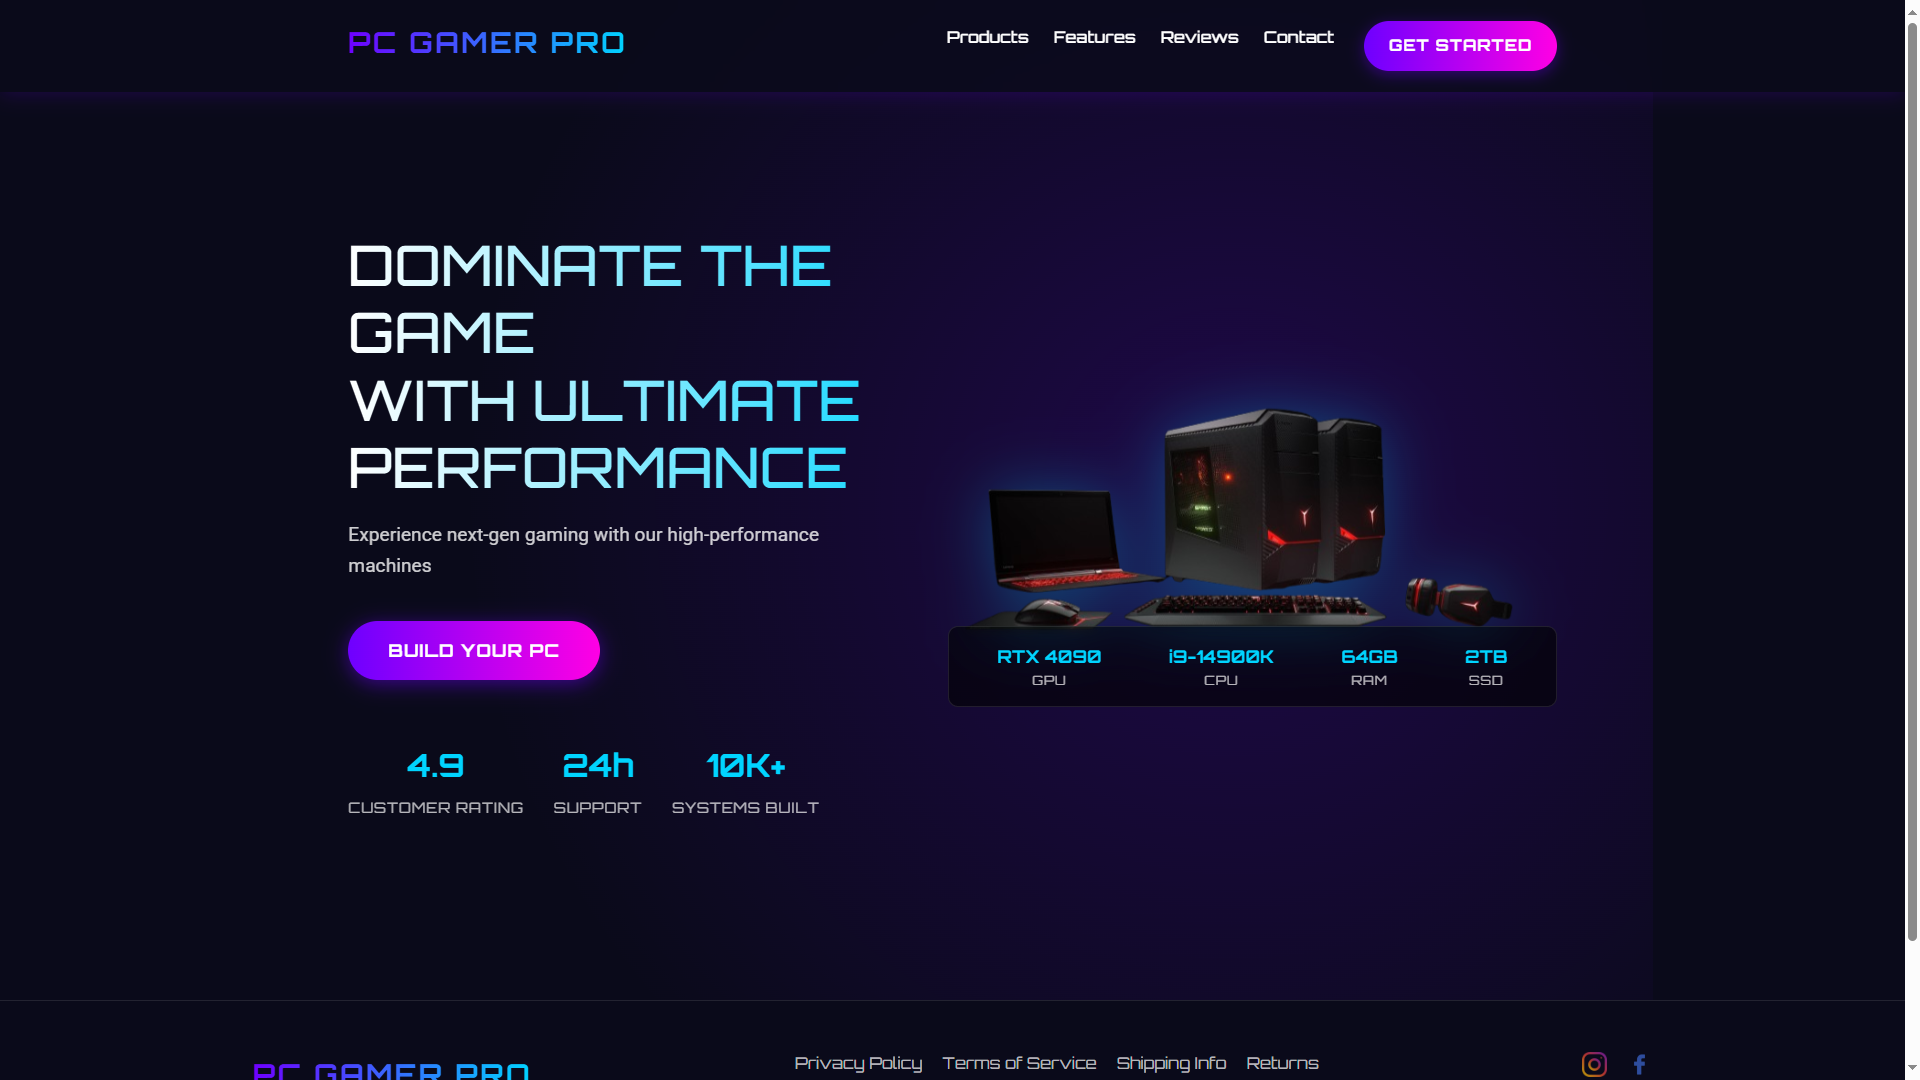 PC GAMER PRO
Products Features Reviews Contact GET STARTED
DOMINATE THE
GAME
WITH ULTIMATE
PERFORMANCE
Experience next-gen gaming with our high-performance
machines
BUILD YOUR PC
4.9 24h 10K+
CUSTOMER RATING SUPPORT SYSTEMS BUILT
RTX 4090 i9-14900K 64GB 2TB
GPU CPU RAM SSD
PC GAMER PRO
Privacy Policy Terms of Service Shipping Info Returns